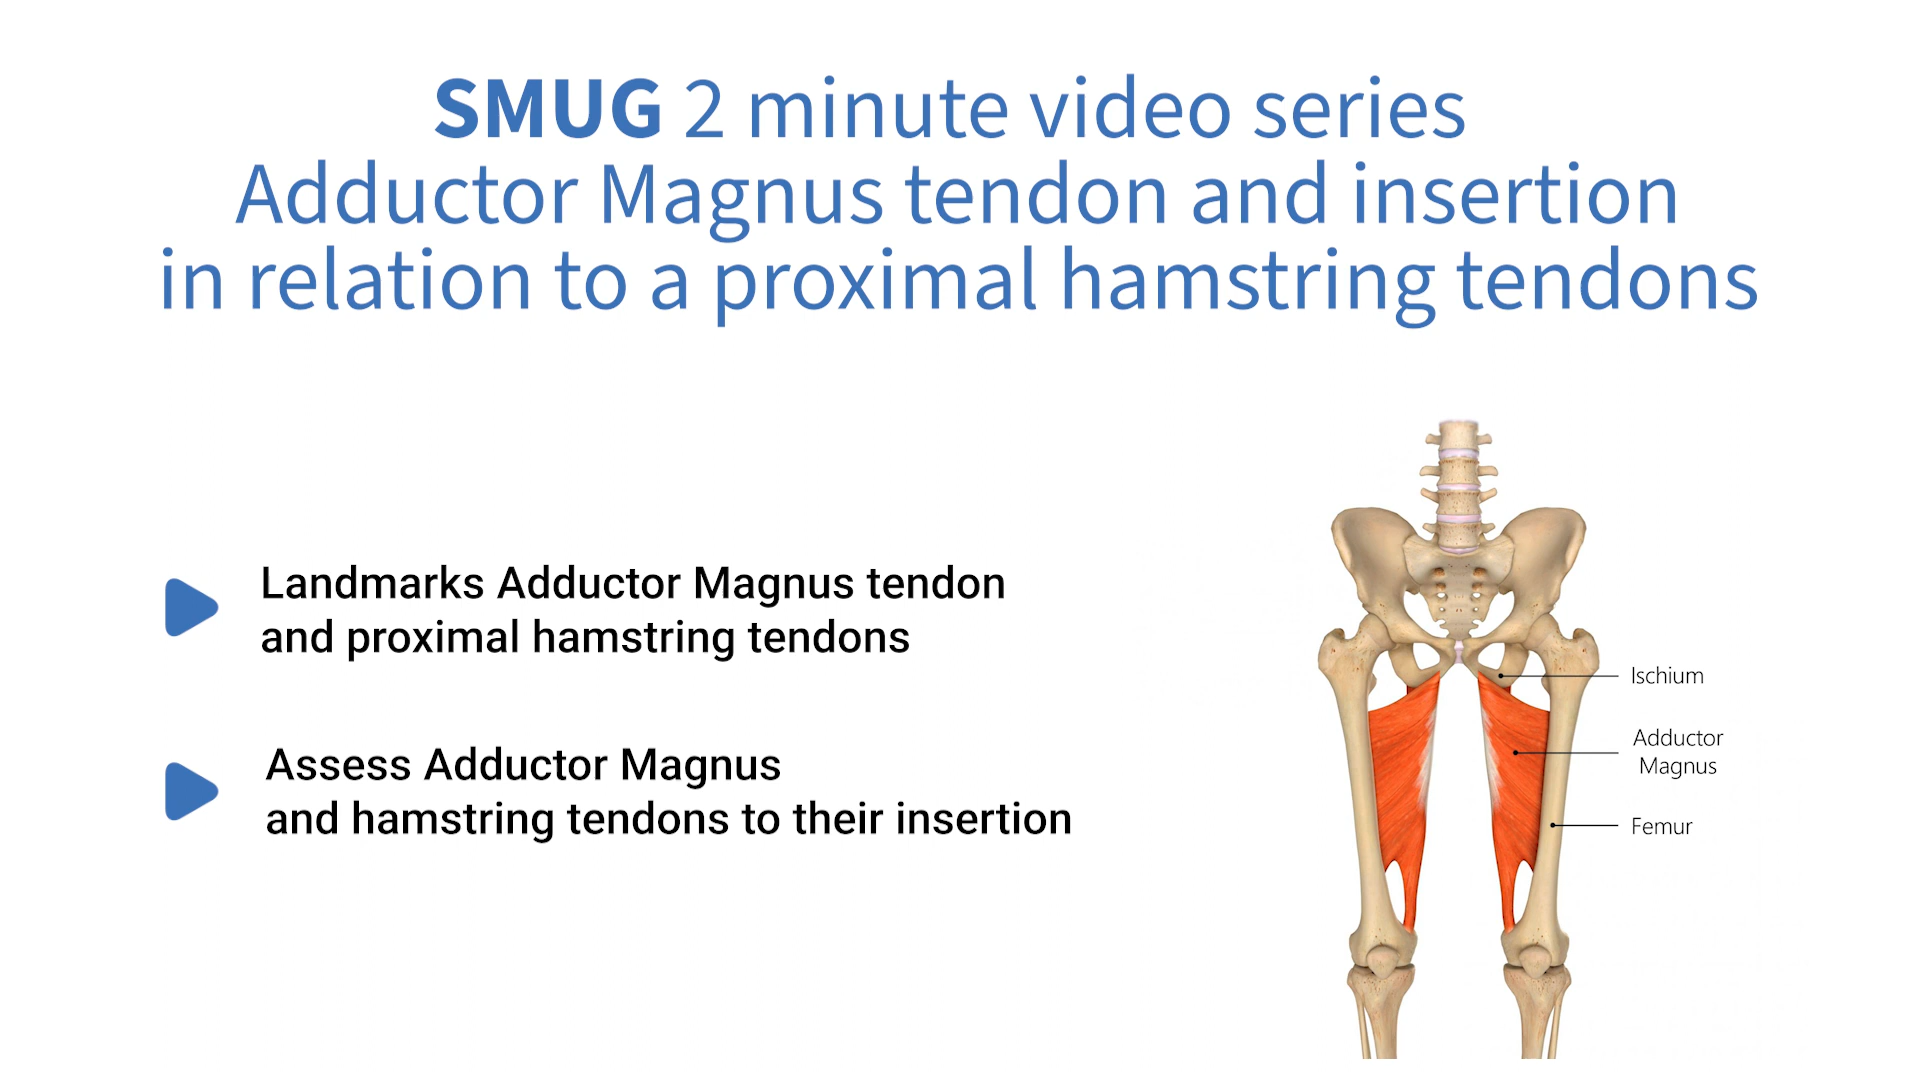 SMUG 2 minute video series
Adductor Magnus tendon and insertion
in relation to a proximal hamstring tendons
Landmarks Adductor Magnus tendon
and proximal hamstring tendons
Assess Adductor Magnus
and hamstring tendons to their insertion
Ischium
Adductor
Magnus
Femur